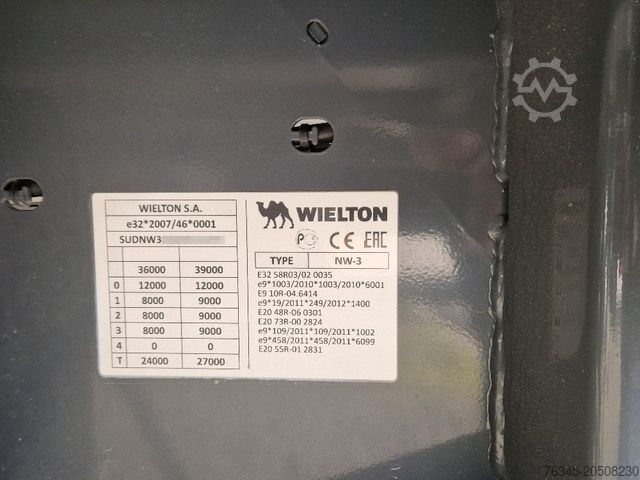 WIELTON S.A.
e32*2007/46*0001
SUDNW3
36000 39000
0 12000 12000
1 8000 9000
2 8000 9000
3 8000 9000
4 0 0
T 24000 27000
WIELTON
PC CE EAC
TYPE NW-3
E32 58R03/02 0035
e9*1003/2010*1003/2010*6001
E9 10R-04.6414
e9*19/2011*249/2012*1400
E20 48R-06 0301
E20 73R-00 2824
e9*109/2011*109/2011*1002
e9*458/2011*458/2011*6099
E20 55R-01 2831
76345-20508230